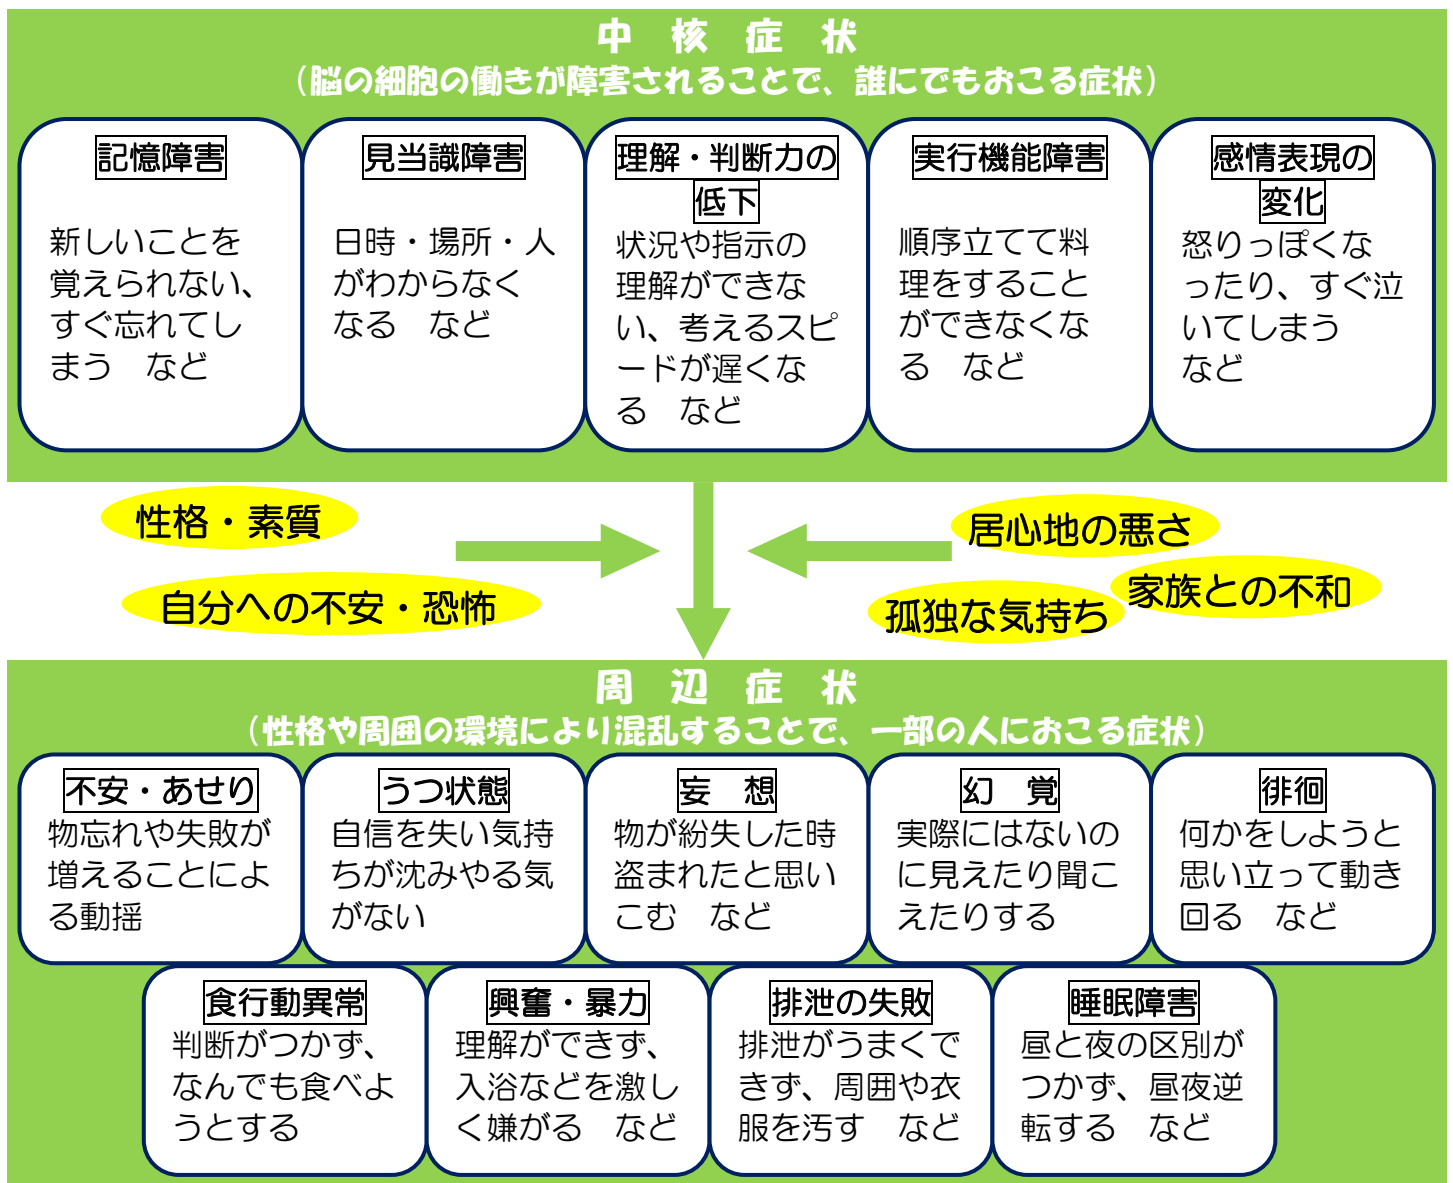 中　核　症　状
（脳の細胞の働きが障害されることで、誰にでもおこる症状）
記憶障害
新しいことを
覚えられない、
すぐ忘れてし
まう　など
見当識障害
日時・場所・人
がわからなく
なる　など
理解・判断力の
低下
状況や指示の
理解ができな
い、考えるスピ
ードが遅くな
る　など
実行機能障害
順序立てて料
理をすること
ができなくな
る　など
感情表現の
変化
怒りっぽくな
ったり、すぐ泣
いてしまう
など
性格・素質
自分への不安・恐怖
居心地の悪さ
家族との不和
孤独な気持ち
周　辺　症　状
（性格や周囲の環境により混乱することで、一部の人におこる症状）
不安・あせり
物忘れや失敗が
増えることによ
る動揺
うつ状態
自信を失い気持
ちが沈みやる気
がない
妄　想
物が紛失した時
盗まれたと思い
こむ　など
幻　覚
実際にはないの
に見えたり聞こ
えたりする
徘徊
何かをしようと
思い立って動き
回る　など
食行動異常
判断がつかず、
なんでも食べよ
うとする
興奮・暴力
理解ができず、
入浴などを激し
く嫌がる　など
排泄の失敗
排泄がうまくで
きず、周囲や衣
服を汚す　など
睡眠障害
昼と夜の区別が
つかず、昼夜逆
転する　など